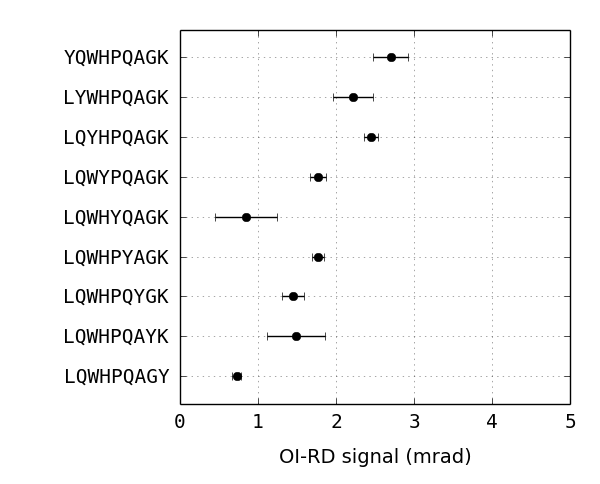 YQWHPQAGK
LYWHPQAGK
LQYHPQAGK
LQWYPQAGK
LQWHYQAGK
LQWHPYAGK
LQWHPQYGK
LQWHPQAYK
LQWHPQAGY
0 1 2 3 4 5
OI-RD signal (mrad)